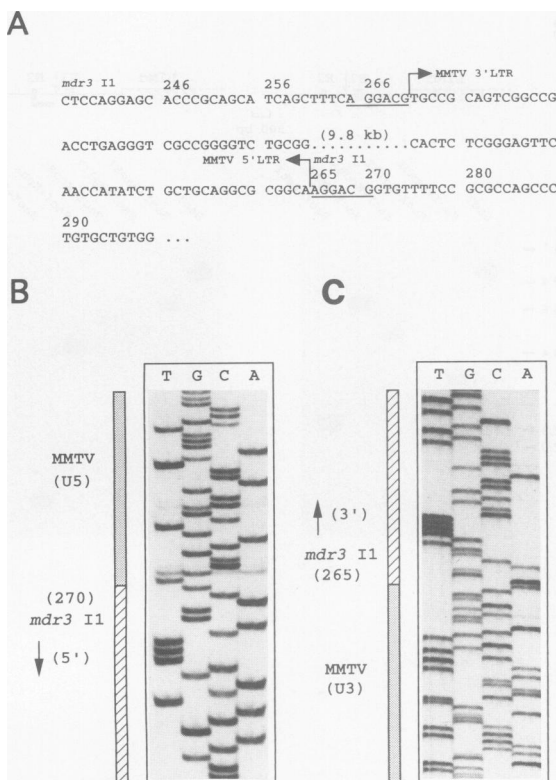 A
mdr3 I1 246 256 266 MMTV 3'LTR
CTCCAGGAGC ACCCGCAGCA TCAGCTTTCA GGACGTGCCG CAGTCGGCCG
ACCTGAGGGT CGCCGGGGTC TGCGG...(9.8 kb)...........CACTC TCGGGAGTTC
MMTV 5'LTR mdr3 I1
265 270 280
AACCATATCT GCTGCAGGCG CGGCAAGGAC GGTGTTTTCC GCGCCAGCCC
290
TGTGCTGTGG ...
B
C
T G C A
T G C A
MMTV
(U5)
(270)
mdr3 I1
(5')
(3')
mdr3 I1
(265)
MMTV
(U3)